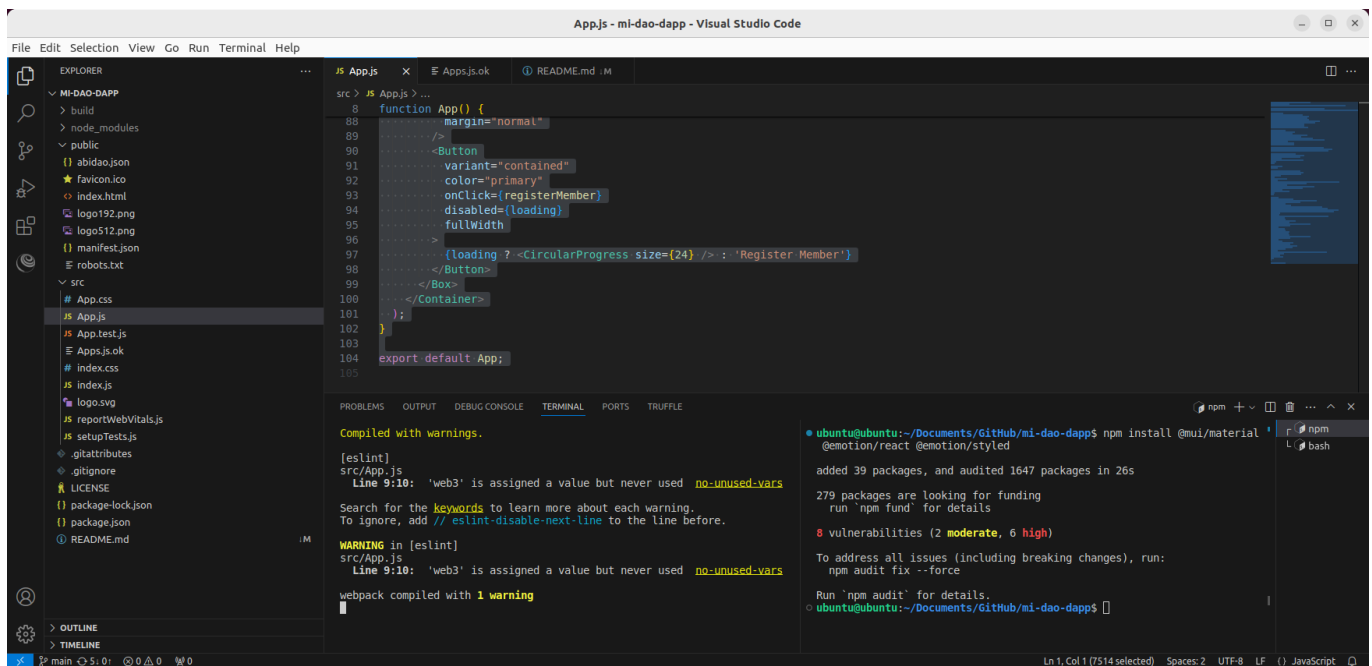 App.js - mi-dao-dapp - Visual Studio Code
File Edit Selection View Go Run Terminal Help
EXPLORER
MI-DAO-DAPP
build
node_modules
public
{} abidao.json
favicon.ico
<> index.html
logo192.png
logo512.png
{} manifest.json
robots.txt
src
# App.css
JS App.js
JS App.test.js
Apps.js.ok
# index.css
JS index.js
logo.svg
JS reportWebVitals.js
JS setupTests.js
.gitattributes
.gitignore
LICENSE
{} package-lock.json
{} package.json
README.md ↓M
OUTLINE
TIMELINE
JS App.js
Apps.js.ok
README.md ↓M
src > JS App.js > ...
8 function App() {
88 margin="normal"
89 />
90 <Button
91 variant="contained"
92 color="primary"
93 onClick={registerMember}
94 disabled={loading}
95 fullWidth
96 >
97 {loading ? <CircularProgress size={24} /> : 'Register Member'}
98 </Button>
99 </Box>
100 </Container>
101 );
102 }
103
104 export default App;
105
PROBLEMS OUTPUT DEBUG CONSOLE TERMINAL PORTS TRUFFLE
npm
Compiled with warnings.
[eslint]
src/App.js
Line 9:10: 'web3' is assigned a value but never used no-unused-vars
Search for the keywords to learn more about each warning.
To ignore, add // eslint-disable-next-line to the line before.
WARNING in [eslint]
src/App.js
Line 9:10: 'web3' is assigned a value but never used no-unused-vars
webpack compiled with 1 warning
ubuntu@ubuntu:~/Documents/GitHub/mi-dao-dapp$ npm install @mui/material
@emotion/react @emotion/styled
added 39 packages, and audited 1647 packages in 26s
279 packages are looking for funding
run `npm fund` for details
8 vulnerabilities (2 moderate, 6 high)
To address all issues (including breaking changes), run:
npm audit fix --force
Run `npm audit` for details.
ubuntu@ubuntu:~/Documents/GitHub/mi-dao-dapp$
npm
bash
main 5↓ 0↑ 0 0 0
Ln 1, Col 1 (7514 selected) Spaces: 2 UTF-8 LF {} JavaScript